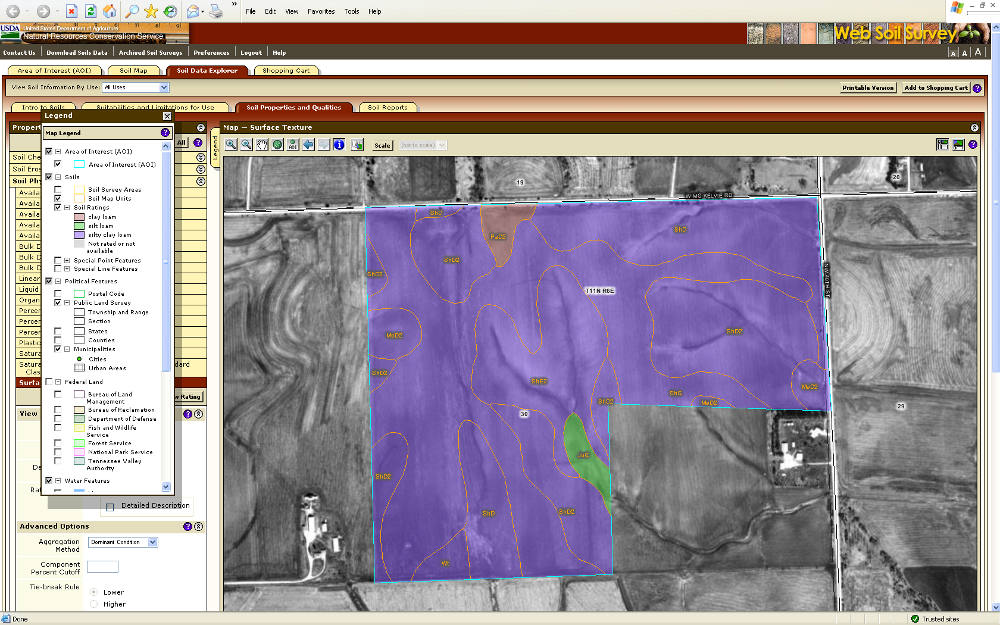 File Edit View Favorites Tools Help
USDA United States Department of Agriculture
Natural Resources Conservation Service
Web Soil Survey
Contact Us Download Soils Data Archived Soil Surveys Preferences Logout Help
A A A
Area of Interest (AOI) Soil Map Soil Data Explorer Shopping Cart
View Soil Information By Use: All Uses
Printable Version Add to Shopping Cart
Intro to Soils Suitabilities and Limitations for Use Soil Properties and Qualities Soil Reports
Legend
Map Legend
Area of Interest (AOI)
Area of Interest (AOI)
Soils
Soil Survey Areas
Soil Map Units
Soil Ratings
clay loam
silt loam
silty clay loam
Not rated or not
available
Special Point Features
Special Line Features
Political Features
Postal Code
Public Land Survey
Township and Range
Section
States
Counties
Municipalities
Cities
Urban Areas
Federal Land
Bureau of Land
Management
Bureau of Reclamation
Department of Defense
Fish and Wildlife
Service
Forest Service
National Park Service
Tennessee Valley
Authority
Water Features
Propert
All
Soil Che
Soil Eros
Soil Phy
Availa
Availa
Availa
Availa
Availa
Bulk D
Bulk D
Bulk D
Linear
Liquid
Organ
Percer
Percer
Percer
Plastic
Satura
Satura dard
Clas
Surfa
w Rating
View
De
Rat
Detailed Description
Advanced Options
Aggregation
Method
Dominant Condition
Component
Percent Cutoff
Tie-break Rule
Lower
Higher
Legend
Map — Surface Texture
AOI
Scale (not to scale)
19
20
W MC KELVIE RD
ShD
ShD
PaD2
ShD2
ShD2
NW 40TH ST
T11N R6E
ShD2
MeD2
ShD2
ShE2
MeD2
ShC
ShD2
MeD2
29
30
JuC
ShD2
ShD
ShD2
Wt
Done
Trusted sites